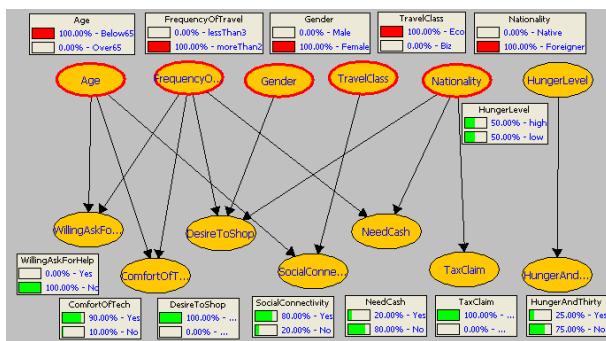 Age
100.00% - Below65
0.00% - Over65
FrequencyOfTravel
0.00% - lessThan3
100.00% - moreThan2
Gender
0.00% - Male
100.00% - Female
TravelClass
100.00% - Eco
0.00% - Biz
Nationality
0.00% - Native
100.00% - Foreigner
Age
FrequencyO...
Gender
TravelClass
Nationality
HungerLevel
HungerLevel
50.00% - high
50.00% - low
WillingAskFo...
DesireToShop
NeedCash
ComfortOfT...
SocialConne...
TaxClaim
HungerAnd...
WillingAskForHelp
0.00% - Yes
100.00% - No
ComfortOfTech
90.00% - Yes
10.00% - No
DesireToShop
100.00% - ...
0.00% - ...
SocialConnectivity
80.00% - Yes
20.00% - No
NeedCash
20.00% - Yes
80.00% - No
TaxClaim
100.00% - ...
0.00% - ...
HungerAndThirty
25.00% - Yes
75.00% - No